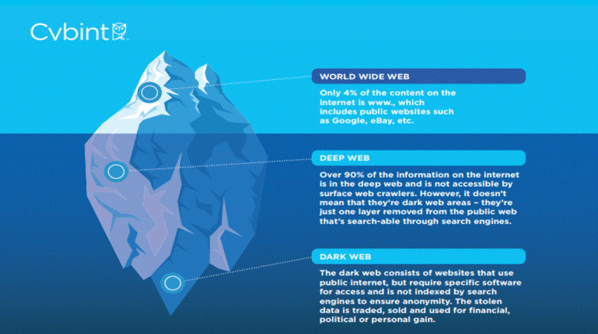 Cybint
WORLD WIDE WEB
Only 4% of the content on the
internet is www., which
includes public websites such
as Google, eBay, etc.
DEEP WEB
Over 90% of the information on the internet
is in the deep web and is not accessible by
surface web crawlers. However, it doesn't
mean that they're dark web areas – they're
just one layer removed from the public web
that's search-able through search engines.
DARK WEB
The dark web consists of websites that use
public internet, but require specific software
for access and is not indexed by search
engines to ensure anonymity. The stolen
data is traded, sold and used for financial,
political or personal gain.